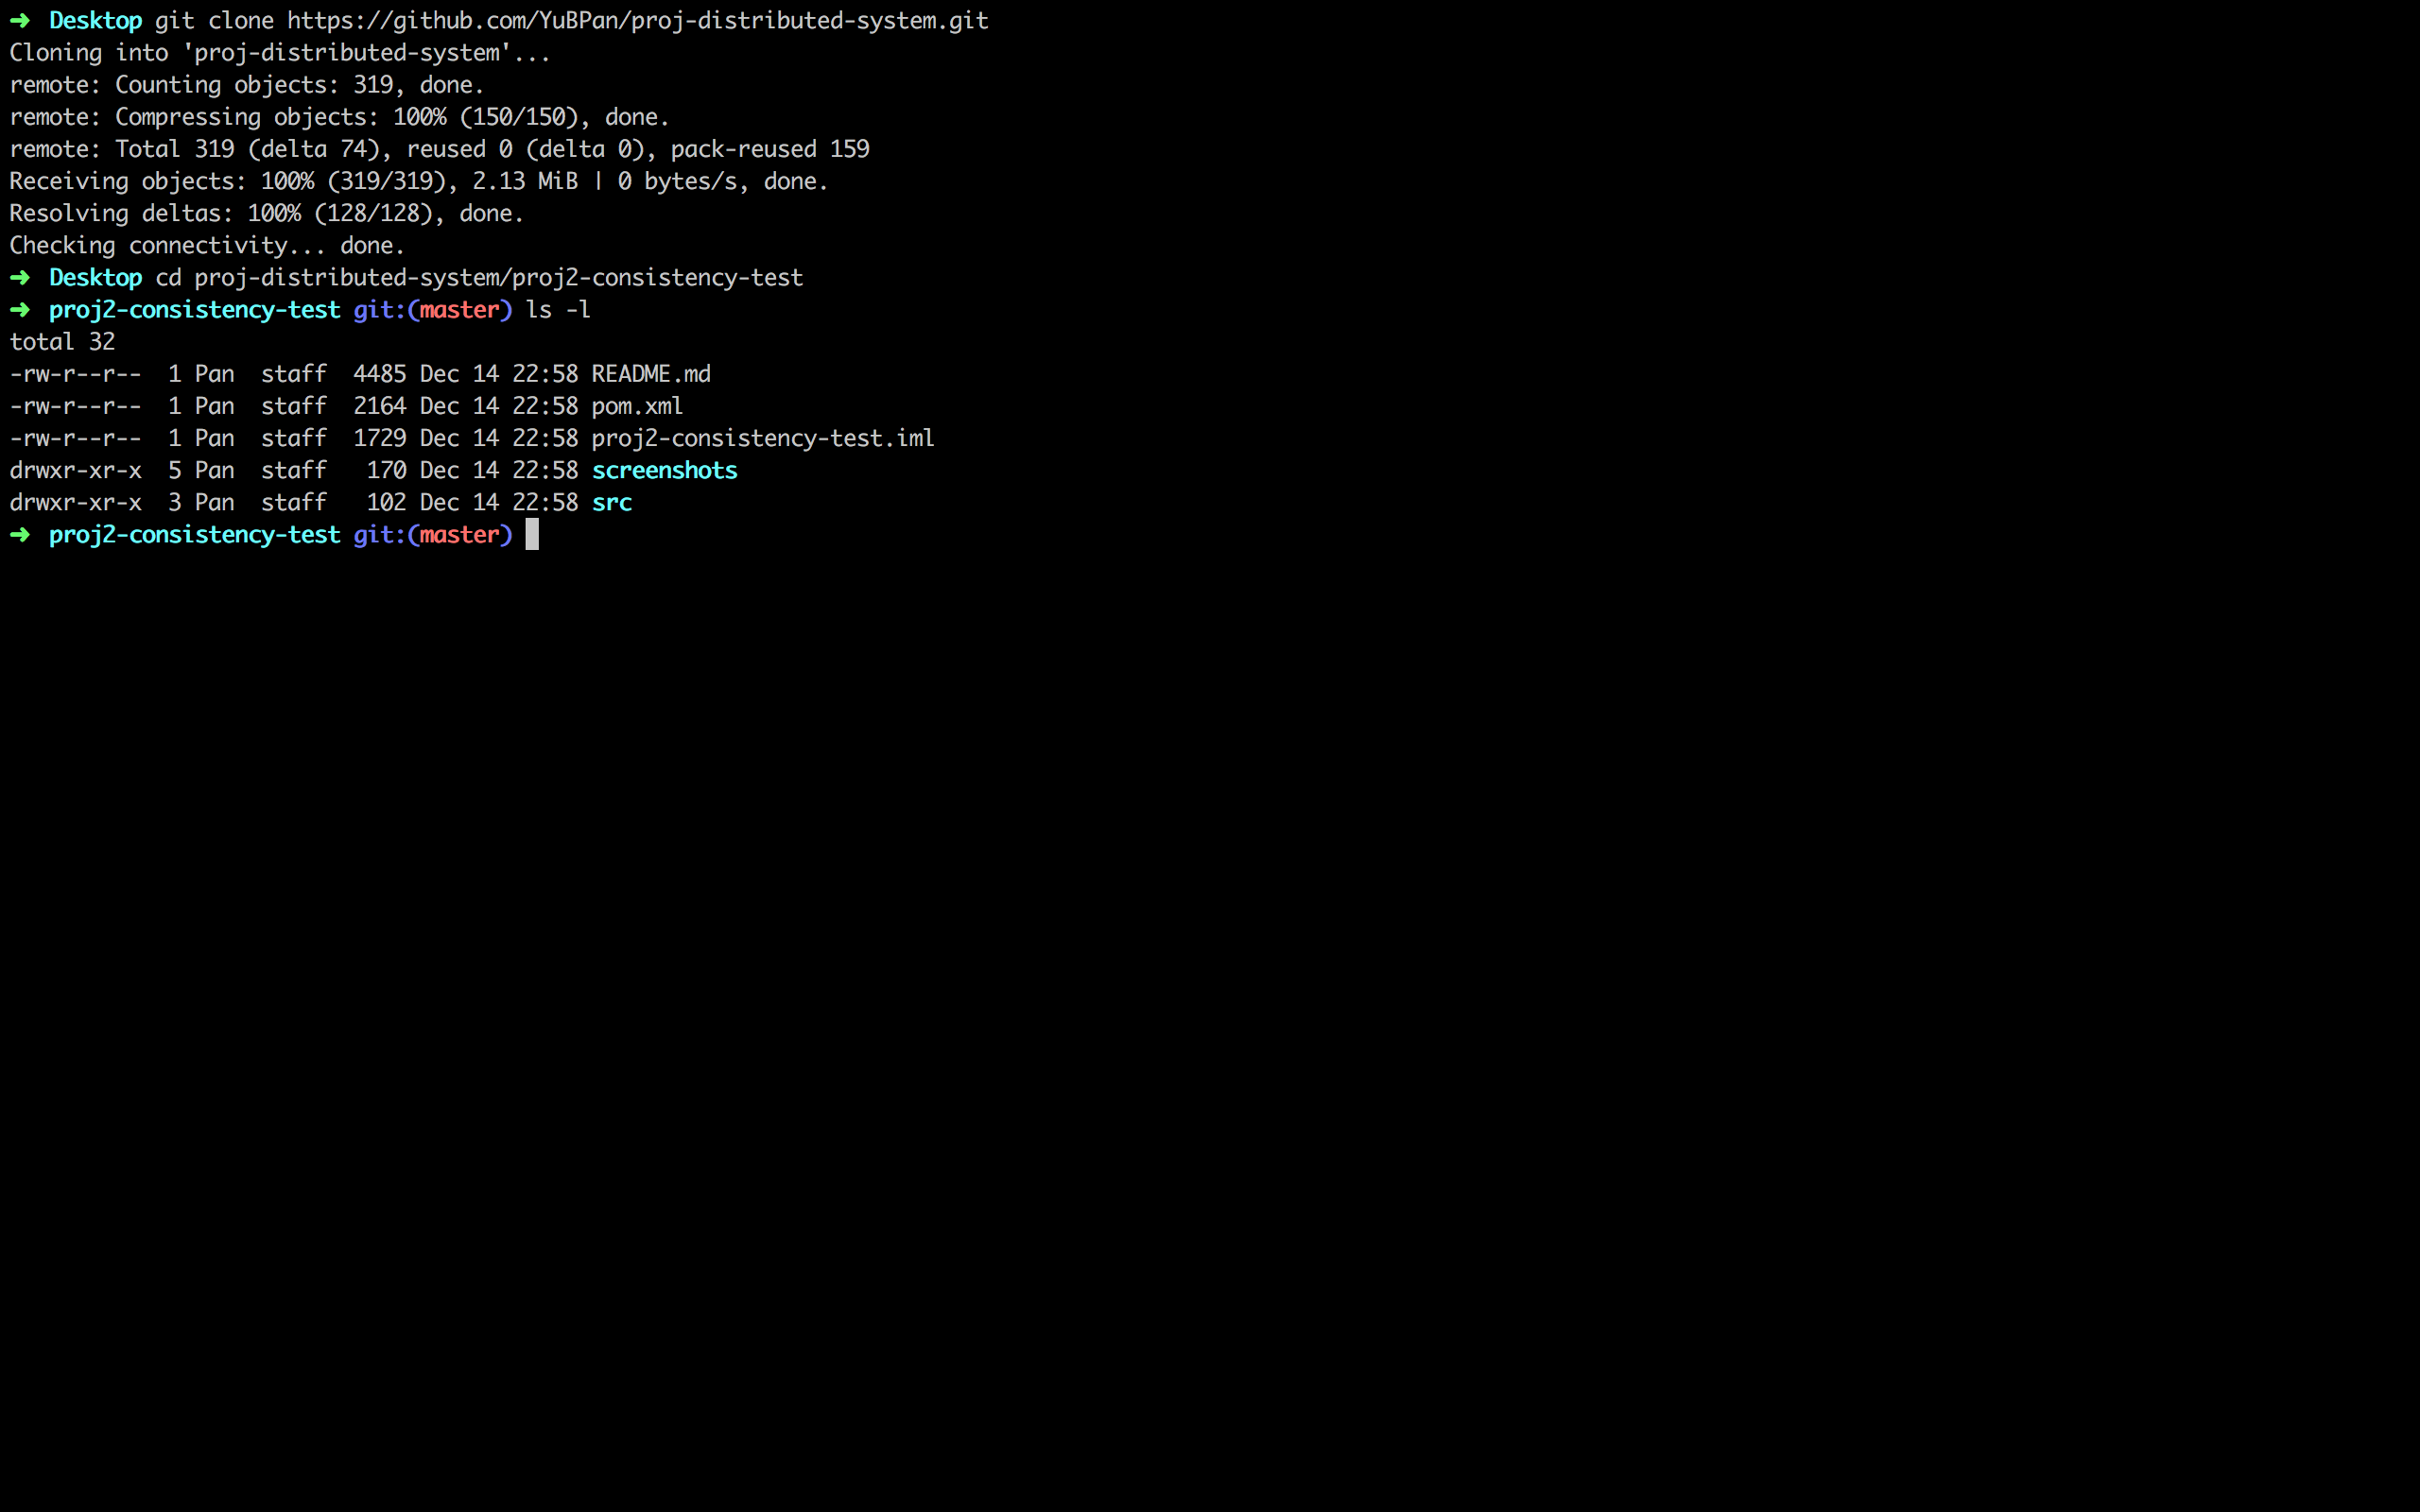 ➜ Desktop git clone https://github.com/YuBPan/proj-distributed-system.git
Cloning into 'proj-distributed-system'...
remote: Counting objects: 319, done.
remote: Compressing objects: 100% (150/150), done.
remote: Total 319 (delta 74), reused 0 (delta 0), pack-reused 159
Receiving objects: 100% (319/319), 2.13 MiB | 0 bytes/s, done.
Resolving deltas: 100% (128/128), done.
Checking connectivity... done.
➜ Desktop cd proj-distributed-system/proj2-consistency-test
➜ proj2-consistency-test git:(master) ls -l
total 32
-rw-r--r--  1 Pan  staff  4485 Dec 14 22:58 README.md
-rw-r--r--  1 Pan  staff  2164 Dec 14 22:58 pom.xml
-rw-r--r--  1 Pan  staff  1729 Dec 14 22:58 proj2-consistency-test.iml
drwxr-xr-x  5 Pan  staff   170 Dec 14 22:58 screenshots
drwxr-xr-x  3 Pan  staff   102 Dec 14 22:58 src
➜ proj2-consistency-test git:(master)